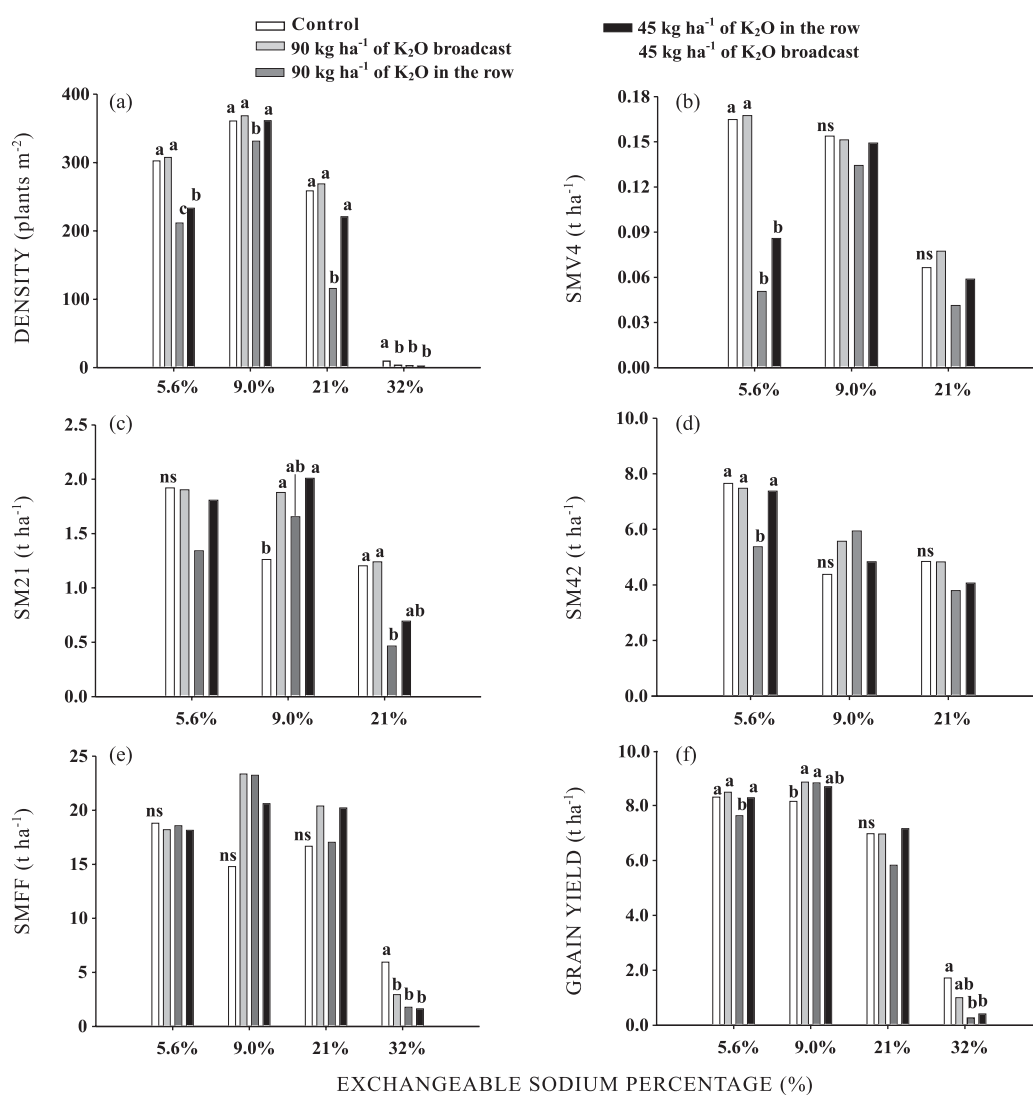 Control
90 kg ha⁻¹ of K₂O broadcast
90 kg ha⁻¹ of K₂O in the row
45 kg ha⁻¹ of K₂O in the row
45 kg ha⁻¹ of K₂O broadcast
(a)
DENSITY (plants m⁻²)
400
300
200
100
0
a a c b
a a b a
a a b a
a b b b
5.6% 9.0% 21% 32%
(b)
SMV4 (t ha⁻¹)
0.18
0.15
0.12
0.09
0.06
0.03
0.00
a a b b
ns
ns
5.6% 9.0% 21%
(c)
SM21 (t ha⁻¹)
2.5
2.0
1.5
1.0
0.5
0.0
ns
b a ab a
a a b ab
5.6% 9.0% 21%
(d)
SM42 (t ha⁻¹)
10.0
8.0
6.0
4.0
2.0
0.0
a a b a
ns
ns
5.6% 9.0% 21%
(e)
SMFF (t ha⁻¹)
25
20
15
10
5
0
ns
ns
ns
a b b b
5.6% 9.0% 21% 32%
(f)
GRAIN YIELD (t ha⁻¹)
10.0
8.0
6.0
4.0
2.0
0.0
a a b a
b a a ab
ns
a ab b b
5.6% 9.0% 21% 32%
EXCHANGEABLE SODIUM PERCENTAGE (%)